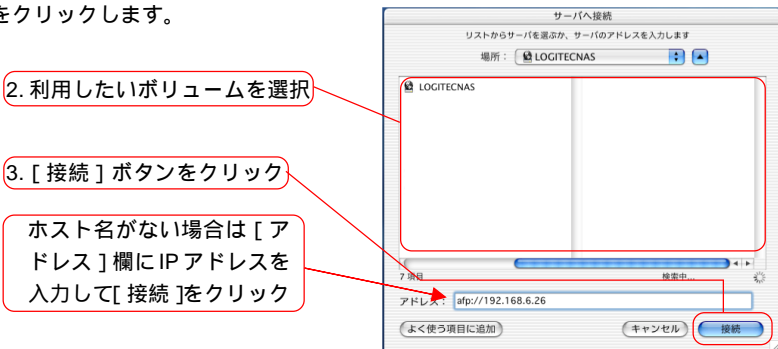 をクリックします。
2. 利用したいボリュームを選択
3. [ 接続 ] ボタンをクリック
ホスト名がない場合は [ ア
ドレス ] 欄に IP アドレスを
入力して[ 接続 ]をクリック
サーバへ接続
リストからサーバを選ぶか、サーバのアドレスを入力します
場所： LOGITECNAS
LOGITECNAS
7 項目
検索中...
アドレス： afp://192.168.6.26
よく使う項目に追加
キャンセル
接続